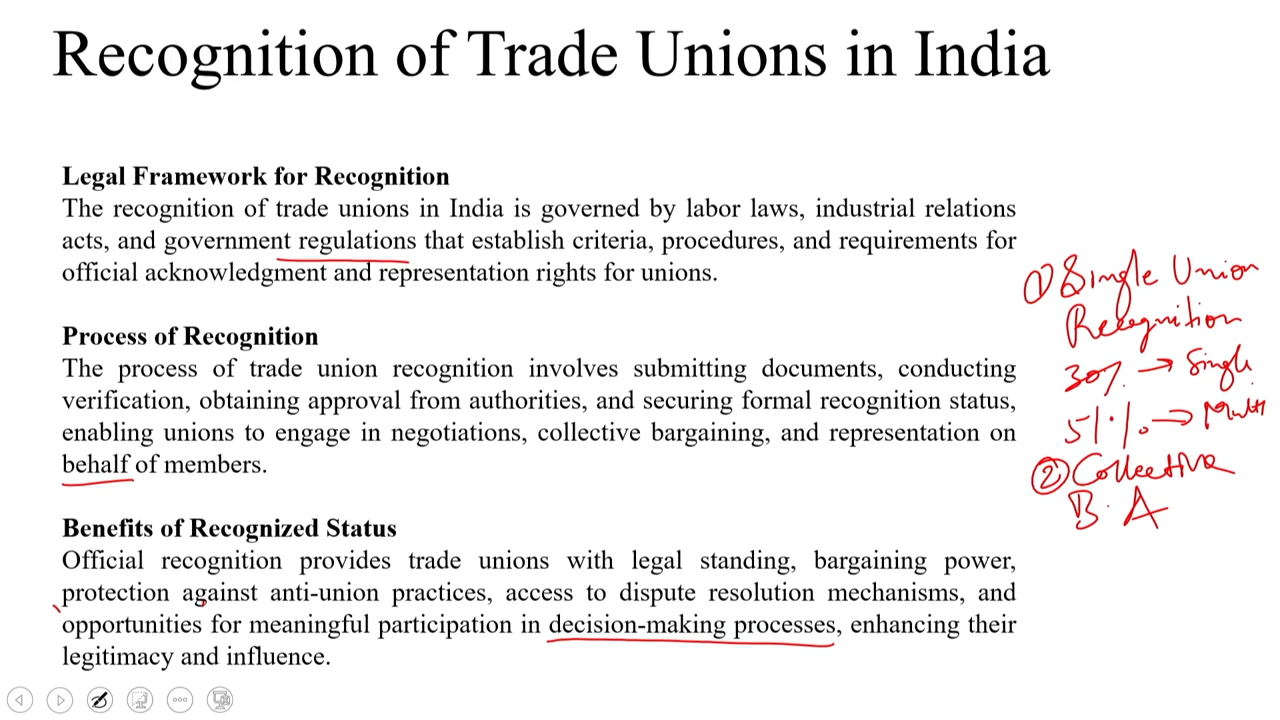 Recognition of Trade Unions in India
Legal Framework for Recognition
The recognition of trade unions in India is governed by labor laws, industrial relations
acts, and government regulations that establish criteria, procedures, and requirements for
official acknowledgment and representation rights for unions.
Process of Recognition
The process of trade union recognition involves submitting documents, conducting
verification, obtaining approval from authorities, and securing formal recognition status,
enabling unions to engage in negotiations, collective bargaining, and representation on
behalf of members.
Benefits of Recognized Status
Official recognition provides trade unions with legal standing, bargaining power,
protection against anti-union practices, access to dispute resolution mechanisms, and
opportunities for meaningful participation in decision-making processes, enhancing their
legitimacy and influence.
① Single Union
Recognition
30% → Single
51% → Multi
② Collective
B. A